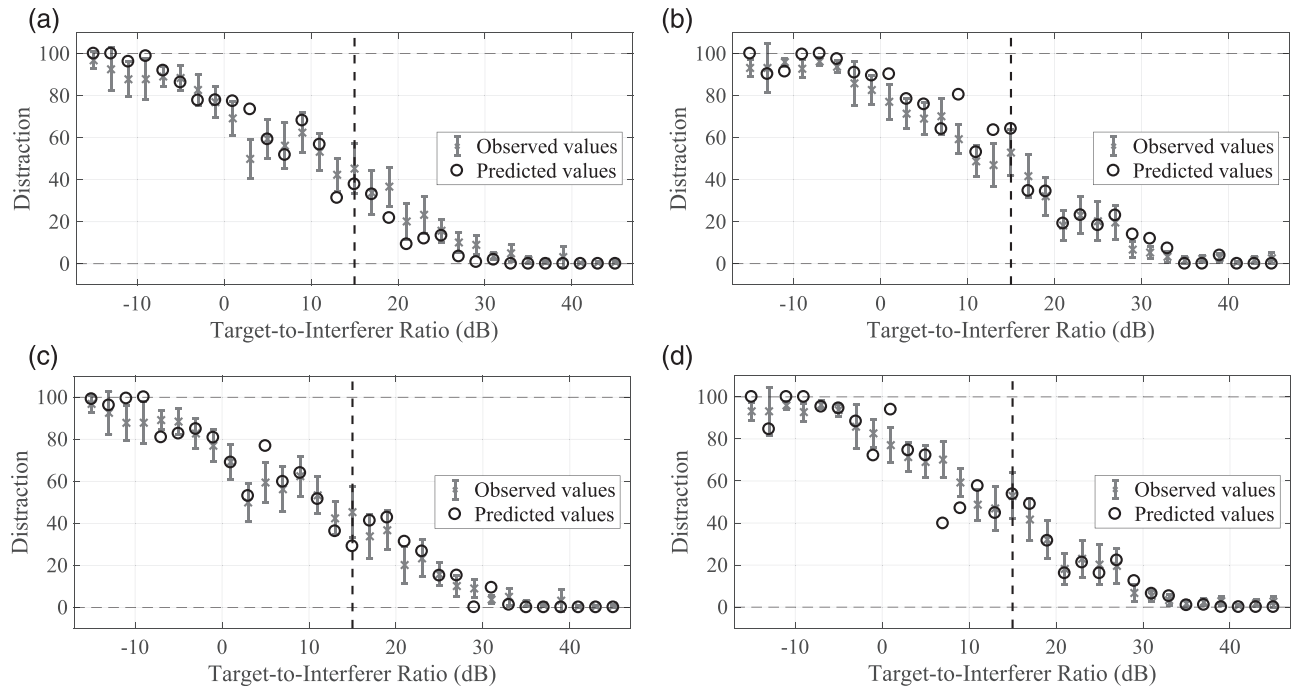 (a)
100
80
60
40
20
0
Distraction
Observed values
Predicted values
-10
0
10
20
30
40
Target-to-Interferer Ratio (dB)
(b)
100
80
60
40
20
0
Distraction
Observed values
Predicted values
-10
0
10
20
30
40
Target-to-Interferer Ratio (dB)
(c)
100
80
60
40
20
0
Distraction
Observed values
Predicted values
-10
0
10
20
30
40
Target-to-Interferer Ratio (dB)
(d)
100
80
60
40
20
0
Distraction
Observed values
Predicted values
-10
0
10
20
30
40
Target-to-Interferer Ratio (dB)